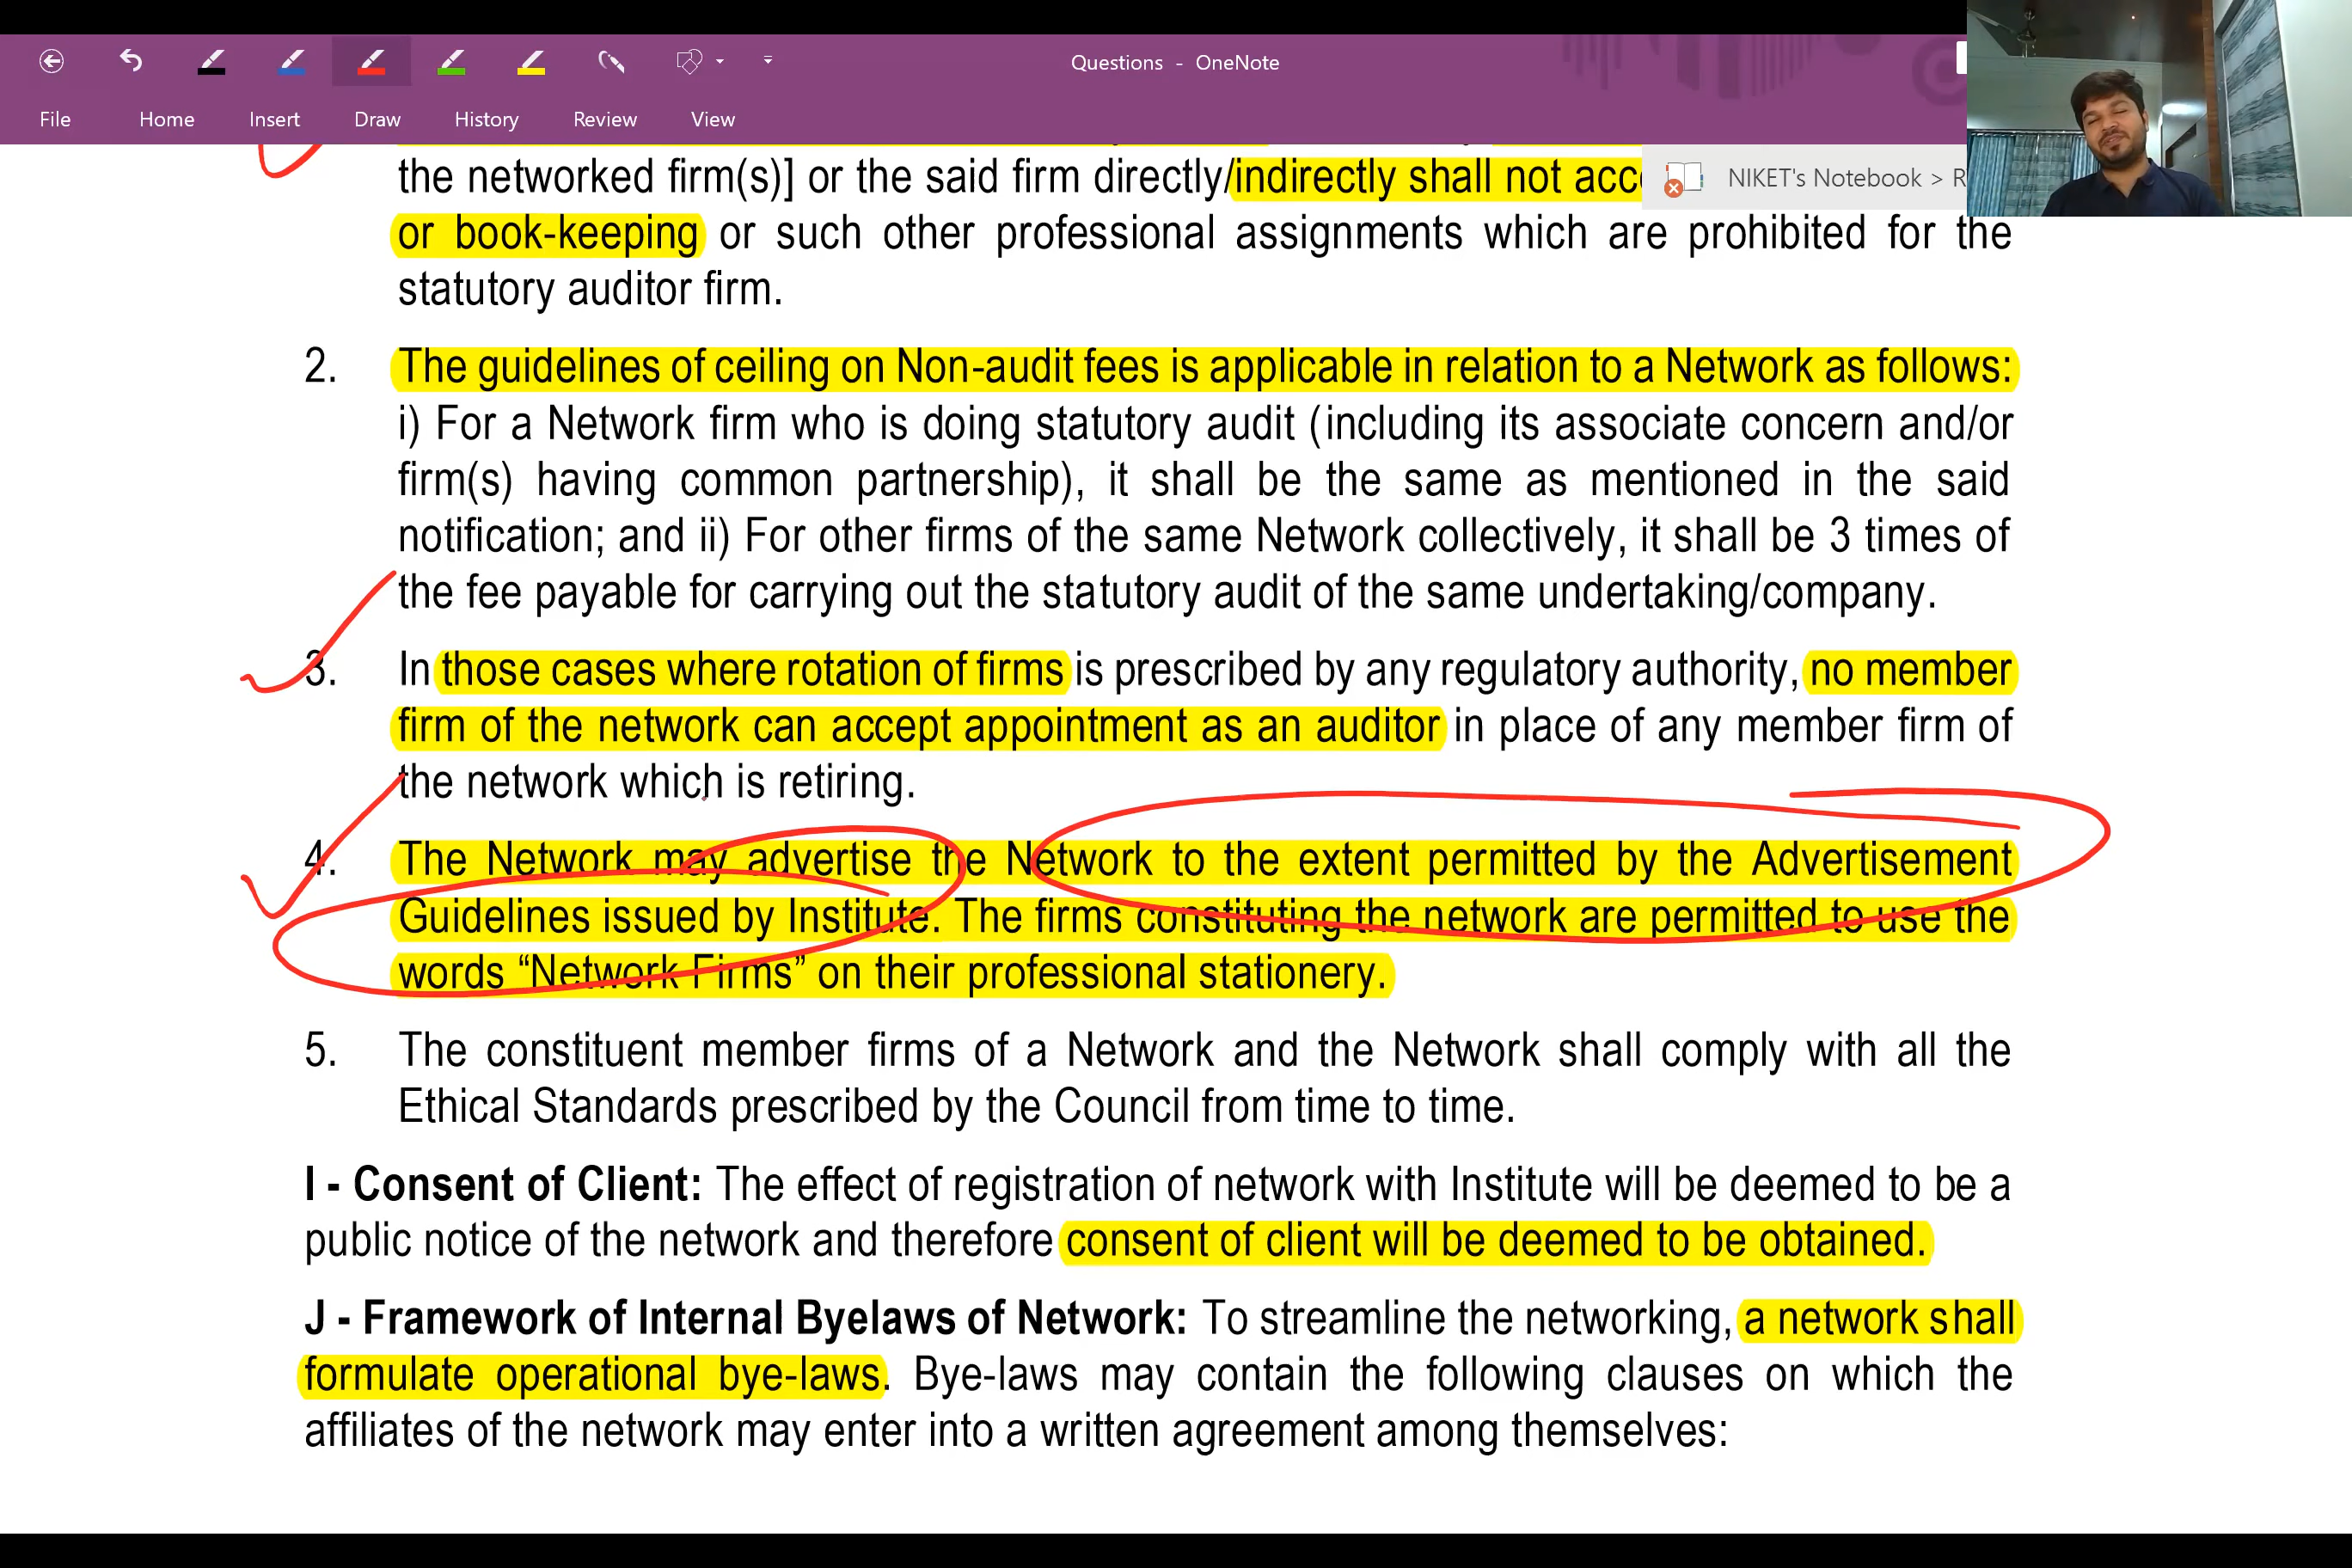 Questions - OneNote
File Home Insert Draw History Review View
NIKET's Notebook > R
the networked firm(s)] or the said firm directly/indirectly shall not acc
or book-keeping or such other professional assignments which are prohibited for the
statutory auditor firm.
2. The guidelines of ceiling on Non-audit fees is applicable in relation to a Network as follows:
i) For a Network firm who is doing statutory audit (including its associate concern and/or
firm(s) having common partnership), it shall be the same as mentioned in the said
notification; and ii) For other firms of the same Network collectively, it shall be 3 times of
the fee payable for carrying out the statutory audit of the same undertaking/company.
3. In those cases where rotation of firms is prescribed by any regulatory authority, no member
firm of the network can accept appointment as an auditor in place of any member firm of
the network which is retiring.
4. The Network may advertise the Network to the extent permitted by the Advertisement
Guidelines issued by Institute. The firms constituting the network are permitted to use the
words “Network Firms” on their professional stationery.
5. The constituent member firms of a Network and the Network shall comply with all the
Ethical Standards prescribed by the Council from time to time.
I - Consent of Client: The effect of registration of network with Institute will be deemed to be a
public notice of the network and therefore consent of client will be deemed to be obtained.
J - Framework of Internal Byelaws of Network: To streamline the networking, a network shall
formulate operational bye-laws. Bye-laws may contain the following clauses on which the
affiliates of the network may enter into a written agreement among themselves: